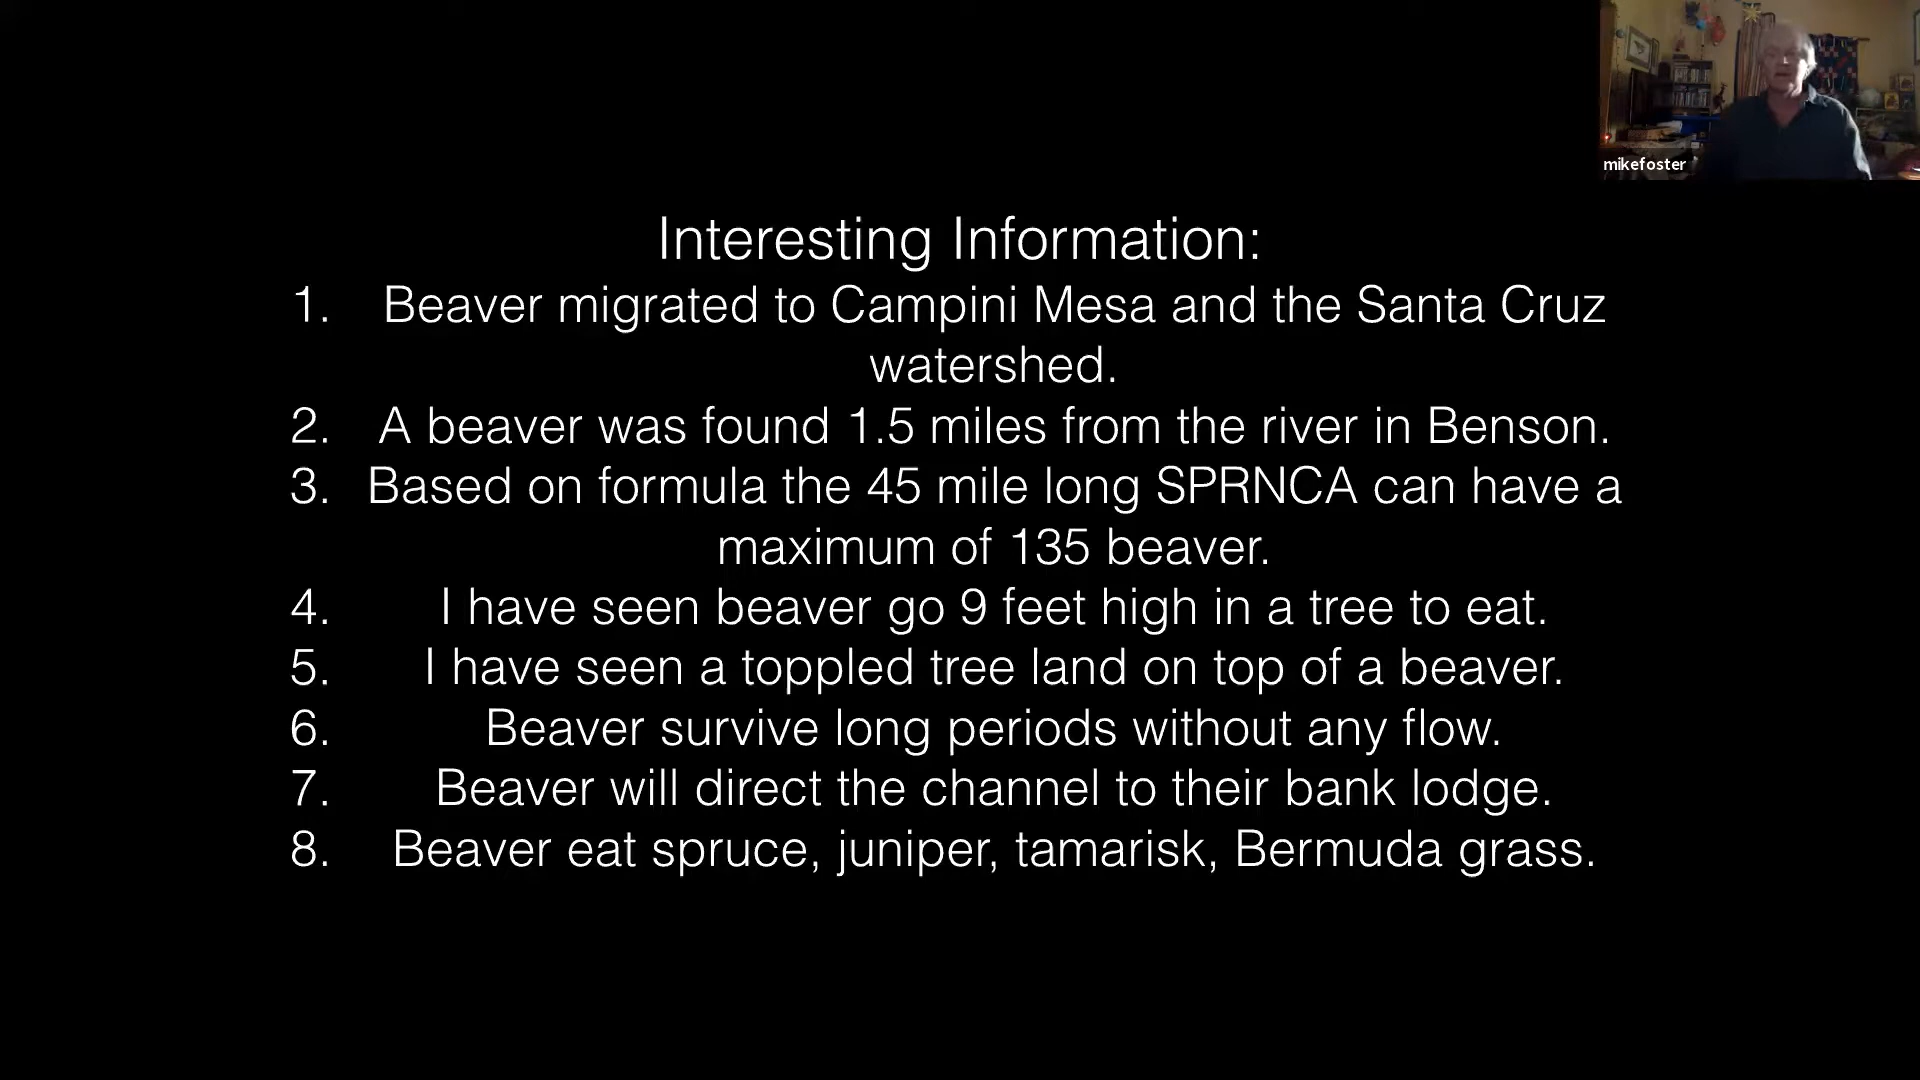 mikefoster
Interesting Information:
1. Beaver migrated to Campini Mesa and the Santa Cruz
watershed.
2. A beaver was found 1.5 miles from the river in Benson.
3. Based on formula the 45 mile long SPRNCA can have a
maximum of 135 beaver.
4. I have seen beaver go 9 feet high in a tree to eat.
5. I have seen a toppled tree land on top of a beaver.
6. Beaver survive long periods without any flow.
7. Beaver will direct the channel to their bank lodge.
8. Beaver eat spruce, juniper, tamarisk, Bermuda grass.